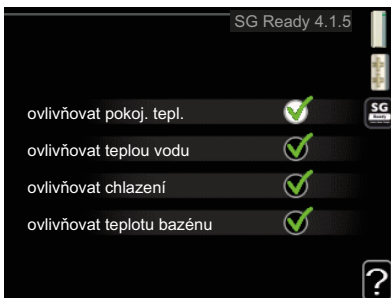 SG Ready 4.1.5
SG
Ready
ovlivňovat pokoj. tepl.
ovlivňovat teplou vodu
ovlivňovat chlazení
ovlivňovat teplotu bazénu
?